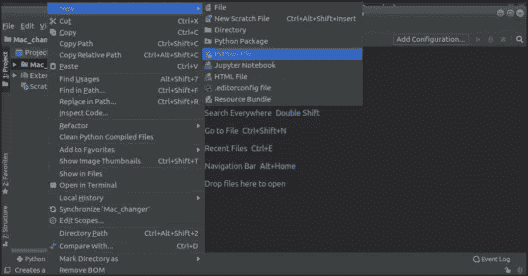 File Edit Vi
New
Cut Ctrl+X
Copy Ctrl+C
Copy Path Ctrl+Shift+C
Copy Relative Path Ctrl+Alt+Shift+C
Paste Ctrl+V
Find Usages Alt+Shift+7
Find in Path... Ctrl+Shift+F
Replace in Path... Ctrl+Shift+R
Inspect Code...
Refactor
Clean Python Compiled Files
Add to Favorites
Show Image Thumbnails Ctrl+Shift+T
Show in Files
Open in Terminal
Local History
Synchronize 'Mac_changer'
Edit Scopes...
Directory Path Ctrl+Alt+Shift+2
Compare With... Ctrl+D
Mark Directory as
Remove BOM
File
New Scratch File Ctrl+Alt+Shift+Insert
Directory
Python Package
Python File
Jupyter Notebook
HTML File
.editorconfig file
Resource Bundle
Mac_chan
Project
Mac_
Exter
Scrat
1: Project
2: Favorites
7: Structure
Add Configuration...
Search Everywhere Double Shift
Go to File Ctrl+Shift+N
Recent Files Ctrl+E
Navigation Bar Alt+Home
Drop files here to open
Python
Event Log
Creates a